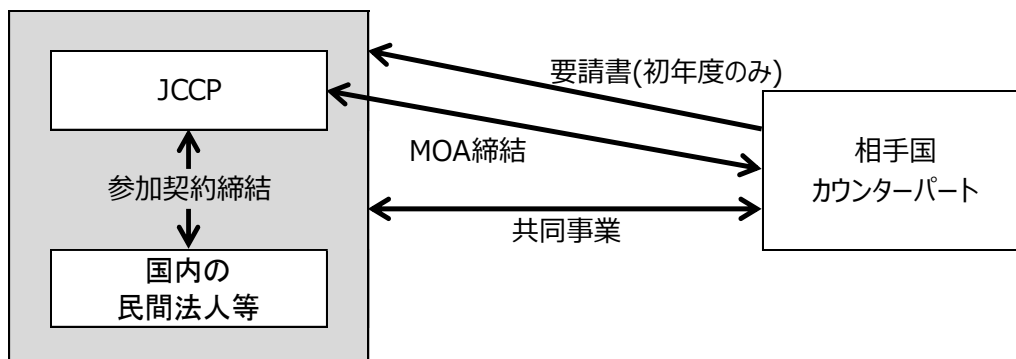 JCCP
参加契約締結
国内の
民間法人等
要請書(初年度のみ)
MOA締結
共同事業
相手国
カウンターパート